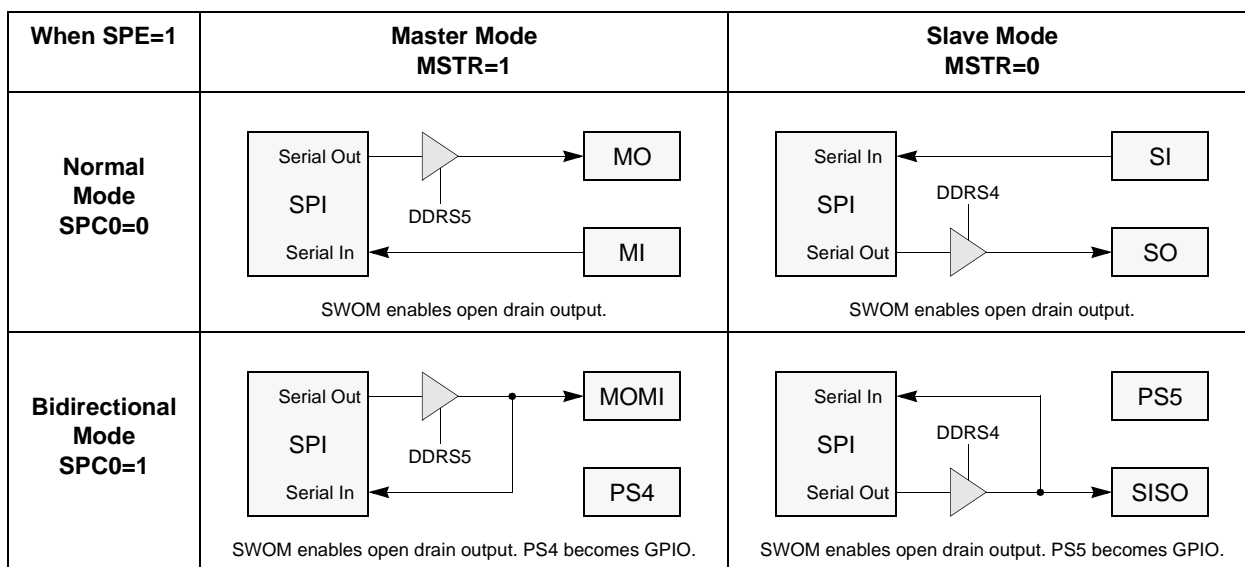 When SPE=1
Master Mode
MSTR=1
Slave Mode
MSTR=0
Normal
Mode
SPC0=0
Serial Out
SPI
Serial In
DDRS5
MO
MI
SWOM enables open drain output.
Serial In
SPI
Serial Out
DDRS4
SI
SO
SWOM enables open drain output.
Bidirectional
Mode
SPC0=1
Serial Out
SPI
Serial In
DDRS5
MOMI
PS4
SWOM enables open drain output. PS4 becomes GPIO.
Serial In
SPI
Serial Out
DDRS4
PS5
SISO
SWOM enables open drain output. PS5 becomes GPIO.